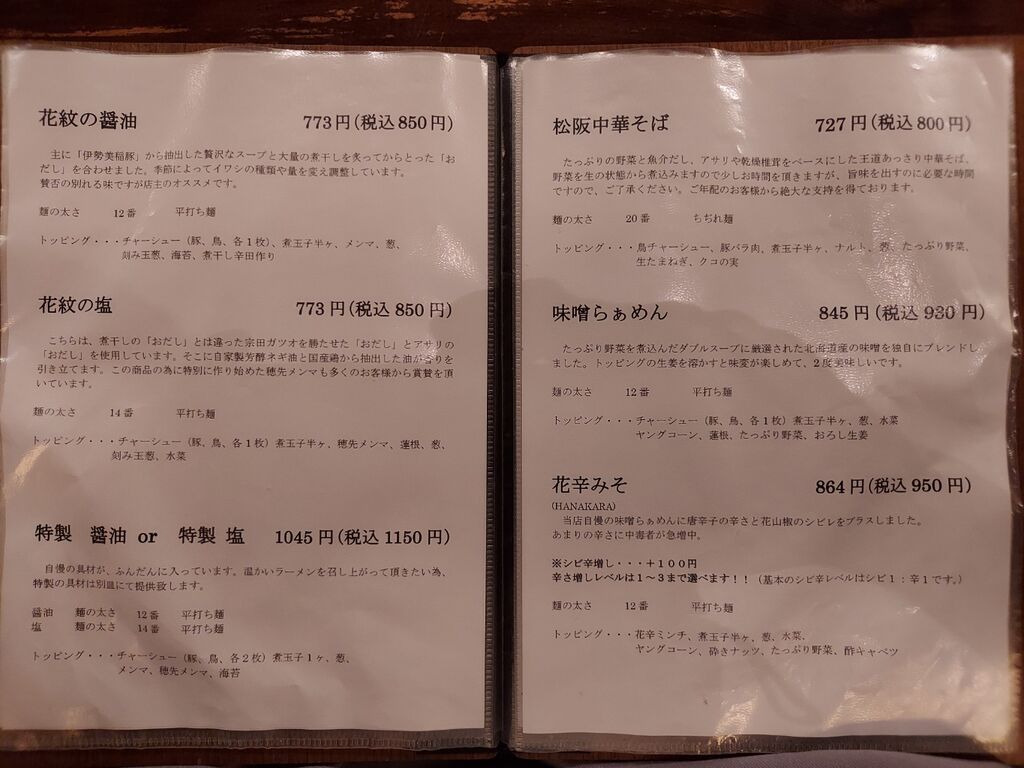 花紋の醤油 773円(税込850円)
主に「伊勢美稲豚」から抽出した贅沢なスープと大量の煮干しを炙ってからとった「お
だし」を合わせました。季節によってイワシの種類や量を変え調整しています。
賛否の別れる味ですが店主のオススメです。
麺の太さ 12番 平打ち麺
トッピング・・・チャーシュー（豚、鳥、各1枚）、煮玉子半ヶ、メンマ、葱、
刻み玉葱、海苔、煮干し辛田作り
花紋の塩 773円(税込850円)
こちらは、煮干しの「おだし」とは違った宗田ガツオを勝たせた「おだし」とアサリの
「おだし」を使用しています。そこに自家製芳醇ネギ油と国産鶏から抽出した油が香りを
引き立てます。この商品の為に特別に作り始めた穂先メンマも多くのお客様から賞賛を頂
いています。
麺の太さ 14番 平打ち麺
トッピング・・・チャーシュー（豚、鳥、各1枚）煮玉子半ヶ、穂先メンマ、蓮根、葱、
刻み玉葱、水菜
特製 醤油 or 特製 塩 1045円(税込1150円)
自慢の具材が、ふんだんに入っています。温かいラーメンを召し上がって頂きたい為、
特製の具材は別皿にて提供致します。
醤油 麺の太さ 12番 平打ち麺
塩 麺の太さ 14番 平打ち麺
トッピング・・・チャーシュー（豚、鳥、各2枚）煮玉子1ヶ、葱、
メンマ、穂先メンマ、海苔
松阪中華そば 727円(税込800円)
たっぷりの野菜と魚介だし、アサリや乾燥椎茸をベースにした王道あっさり中華そば、
野菜を生の状態から煮込みますので少しお時間を頂きますが、旨味を出すのに必要な時間
ですので、ご了承ください。ご年配のお客様から絶大な支持を得ております。
麺の太さ 20番 ちぢれ麺
トッピング・・・鳥チャーシュー、豚バラ肉、煮玉子半ヶ、ナルト、葱、たっぷり野菜、
生たまねぎ、クコの実
味噌らぁめん 845円(税込930円)
たっぷり野菜を煮込んだダブルスープに厳選された北海道産の味噌を独自にブレンドし
ました。トッピングの生姜を溶かすと味変が楽しめて、2度美味しいです。
麺の太さ 12番 平打ち麺
トッピング・・・チャーシュー（豚、鳥、各1枚）煮玉子半ヶ、葱、水菜
ヤングコーン、蓮根、たっぷり野菜、おろし生姜
花辛みそ 864円(税込950円)
(HANAKARA)
当店自慢の味噌らぁめんに唐辛子の辛さと花山椒のシビレをプラスしました。
あまりの辛さに中毒者が急増中。
※シビ辛増し・・・＋100円
辛さ増しレベルは1～3まで選べます！！（基本のシビ辛レベルはシビ1：辛1です。）
麺の太さ 12番 平打ち麺
トッピング・・・花辛ミンチ、煮玉子半ヶ、葱、水菜、
ヤングコーン、砕きナッツ、たっぷり野菜、酢キャベツ